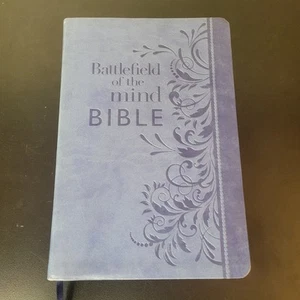 Battlefield
of the
mind
BIBLE